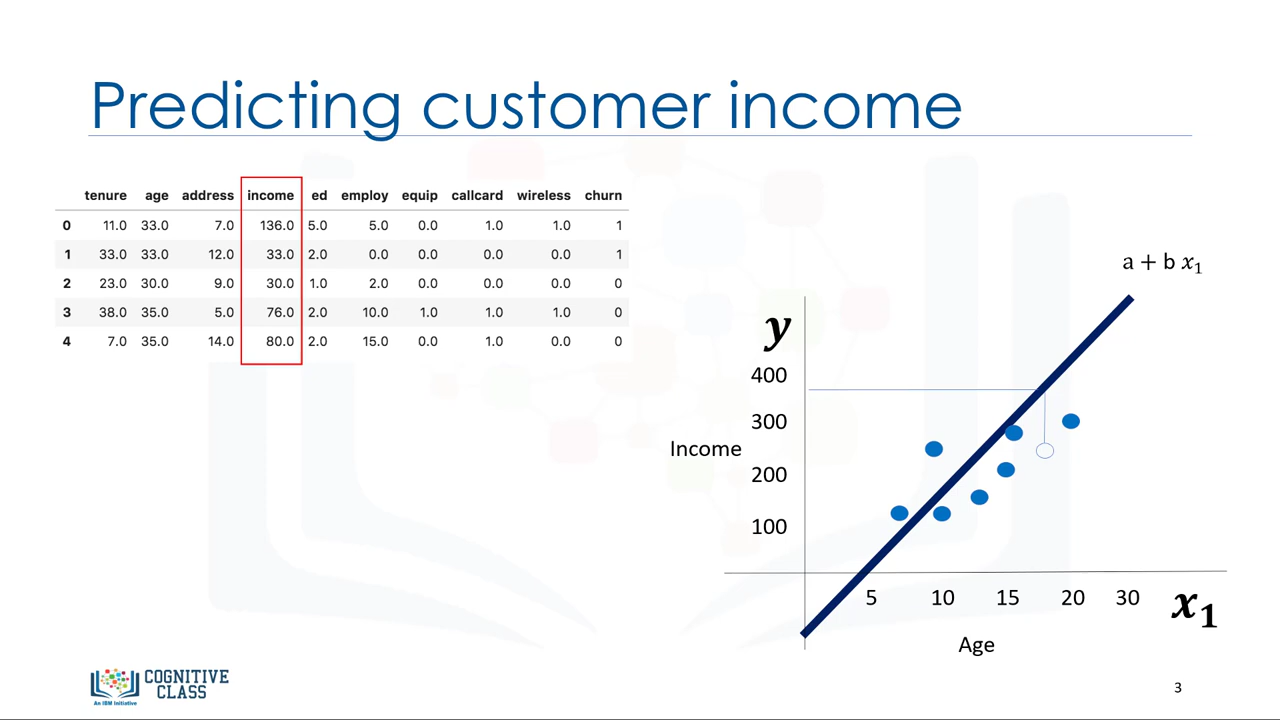 Predicting customer income
tenure age address income ed employ equip callcard wireless churn
0 11.0 33.0 7.0 136.0 5.0 5.0 0.0 1.0 1.0 1
1 33.0 33.0 12.0 33.0 2.0 0.0 0.0 0.0 0.0 1
2 23.0 30.0 9.0 30.0 1.0 2.0 0.0 0.0 0.0 0
3 38.0 35.0 5.0 76.0 2.0 10.0 1.0 1.0 1.0 0
4 7.0 35.0 14.0 80.0 2.0 15.0 0.0 1.0 0.0 0
a + b x₁
y
400
300
Income
200
100
5 10 15 20 30
x₁
Age
COGNITIVE
CLASS
An IBM Initiative
3